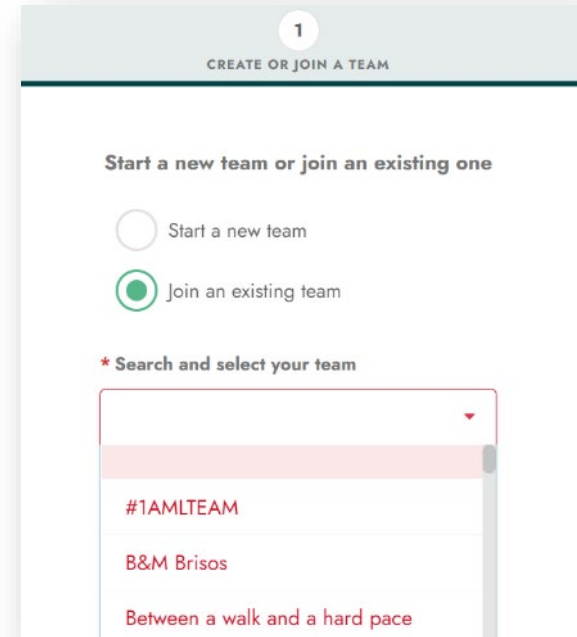 1
CREATE OR JOIN A TEAM
Start a new team or join an existing one
Start a new team
Join an existing team
* Search and select your team
#1AMLTEAM
B&M Brisos
Between a walk and a hard pace